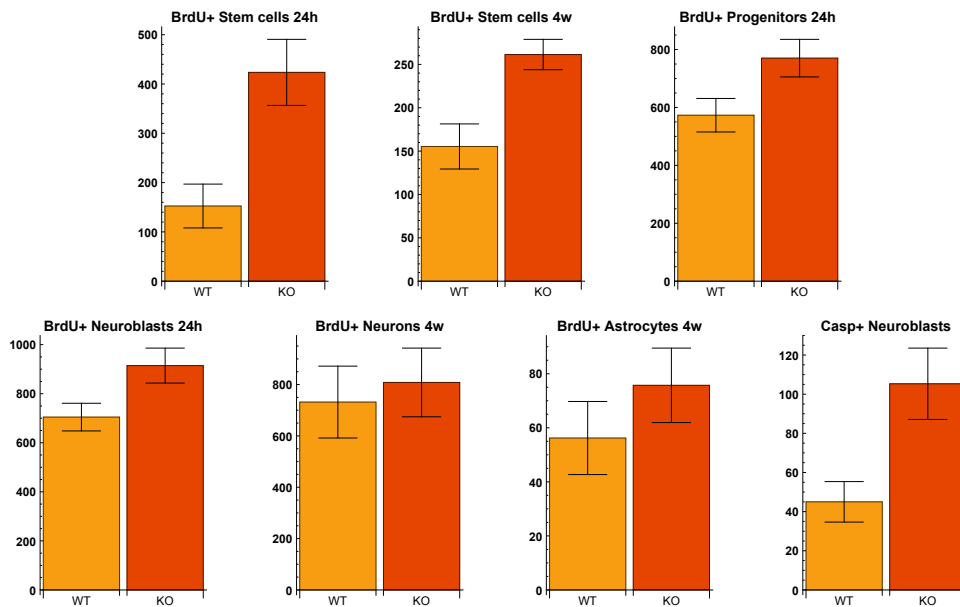 BrdU+ Stem cells 24h
500
400
300
200
100
0
WT KO
BrdU+ Stem cells 4w
250
200
150
100
50
0
WT KO
BrdU+ Progenitors 24h
800
600
400
200
0
WT KO
BrdU+ Neuroblasts 24h
1000
800
600
400
200
0
WT KO
BrdU+ Neurons 4w
800
600
400
200
0
WT KO
BrdU+ Astrocytes 4w
80
60
40
20
0
WT KO
Casp+ Neuroblasts
120
100
80
60
40
20
0
WT KO